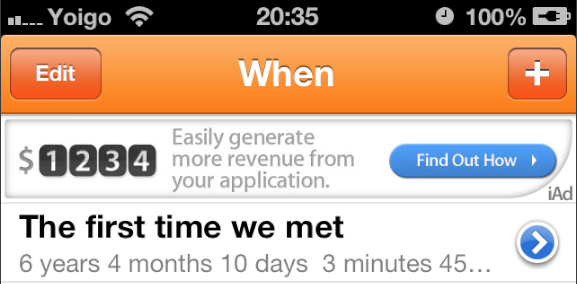 Yoigo 20:35 100%
Edit When +
$1234
Easily generate
more revenue from
your application.
Find Out How
iAd
The first time we met
6 years 4 months 10 days  3 minutes 45...